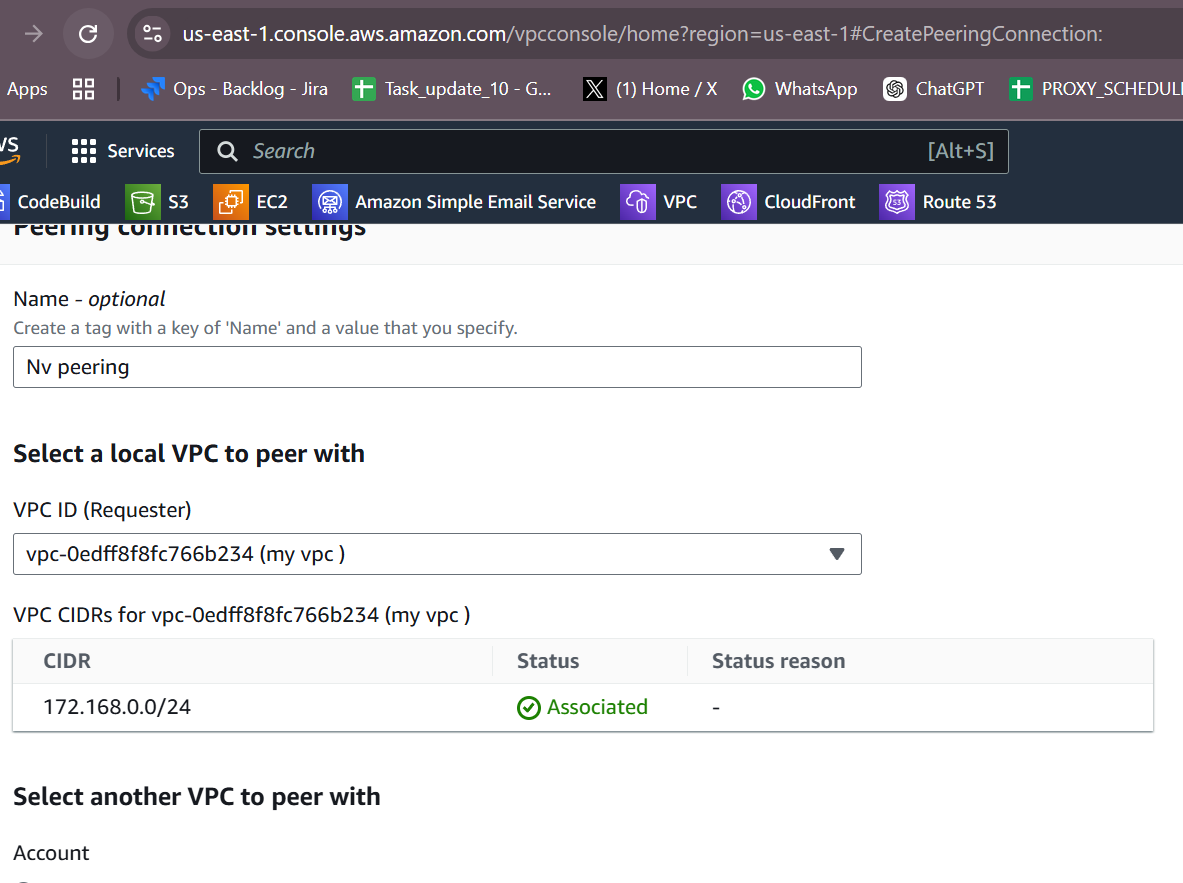 us-east-1.console.aws.amazon.com/vpcconsole/home?region=us-east-1#CreatePeeringConnection:
Apps Ops - Backlog - Jira Task_update_10 - G... (1) Home / X WhatsApp ChatGPT PROXY_SCHEDUL
Services Search [Alt+S]
CodeBuild S3 EC2 Amazon Simple Email Service VPC CloudFront Route 53
Peering connection settings
Name - optional
Create a tag with a key of 'Name' and a value that you specify.
Nv peering
Select a local VPC to peer with
VPC ID (Requester)
vpc-0edff8f8fc766b234 (my vpc )
VPC CIDRs for vpc-0edff8f8fc766b234 (my vpc )
CIDR Status Status reason
172.168.0.0/24 Associated -
Select another VPC to peer with
Account